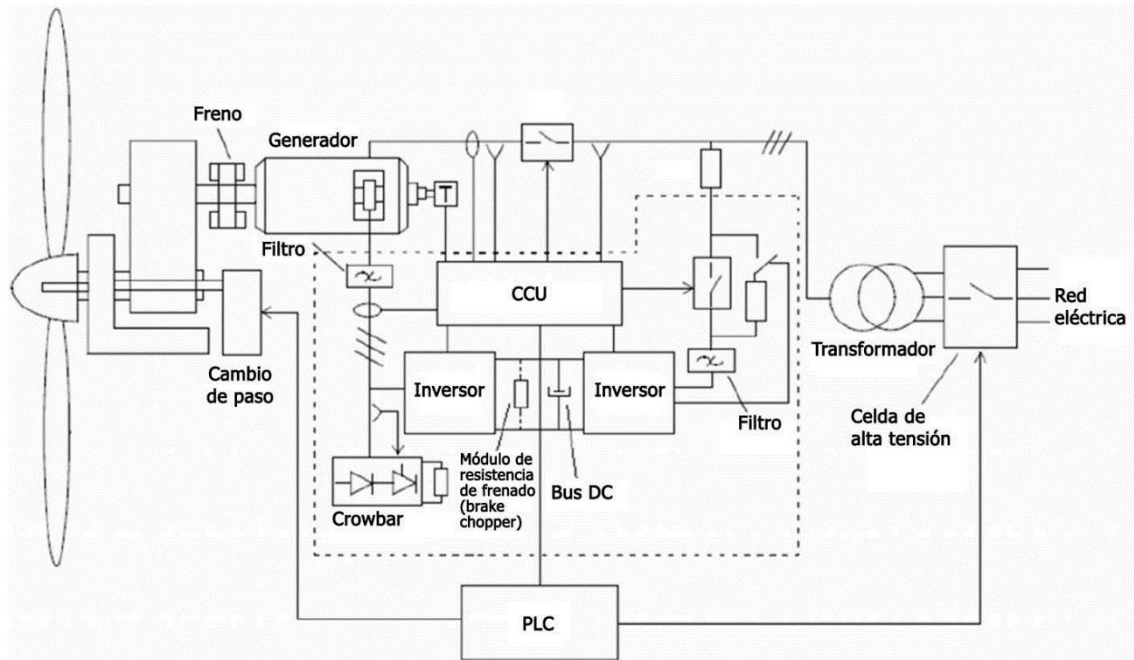 Freno
Generador
Filtro
T
CCU
Cambio
de paso
Inversor
Inversor
Filtro
Módulo de
resistencia
de frenado
(brake
chopper)
Bus DC
Crowbar
Transformador
Red
eléctrica
Celda de
alta tensión
PLC